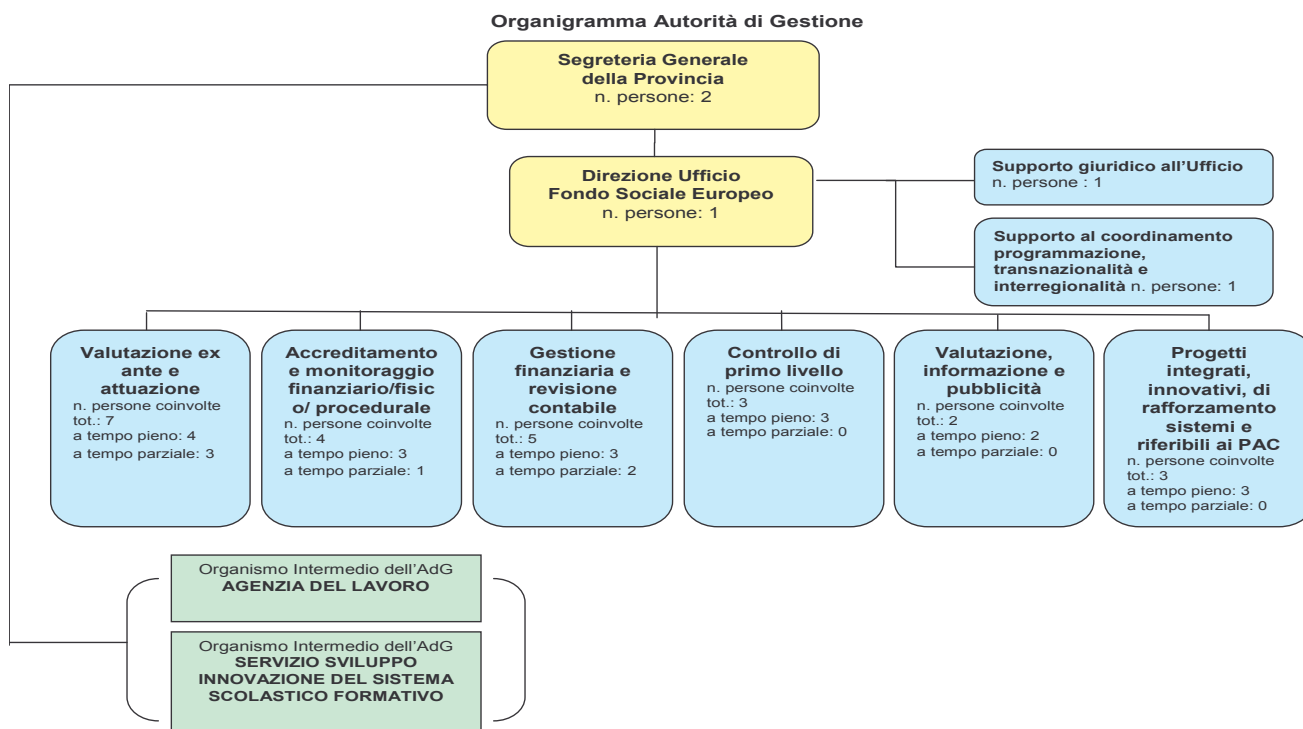 Organigramma Autorità di Gestione
Segreteria Generale
della Provincia
n. persone: 2
Direzione Ufficio
Fondo Sociale Europeo
n. persone: 1
Supporto giuridico all'Ufficio
n. persone : 1
Supporto al coordinamento
programmazione,
transnazionalità e
interregionalità n. persone: 1
Valutazione ex
ante e
attuazione
n. persone coinvolte
tot.: 7
a tempo pieno: 4
a tempo parziale: 3
Accreditamento
e monitoraggio
finanziario/fisic
o/ procedurale
n. persone coinvolte
tot.: 4
a tempo pieno: 3
a tempo parziale: 1
Gestione
finanziaria e
revisione
contabile
n. persone coinvolte
tot.: 5
a tempo pieno: 3
a tempo parziale: 2
Controllo di
primo livello
n. persone coinvolte
tot.: 3
a tempo pieno: 3
a tempo parziale: 0
Valutazione,
informazione e
pubblicità
n. persone coinvolte
tot.: 2
a tempo pieno: 2
a tempo parziale: 0
Progetti
integrati,
innovativi, di
rafforzamento
sistemi e
riferibili ai PAC
n. persone coinvolte
tot.: 3
a tempo pieno: 3
a tempo parziale: 0
Organismo Intermedio dell'AdG
AGENZIA DEL LAVORO
Organismo Intermedio dell'AdG
SERVIZIO SVILUPPO
INNOVAZIONE DEL SISTEMA
SCOLASTICO FORMATIVO